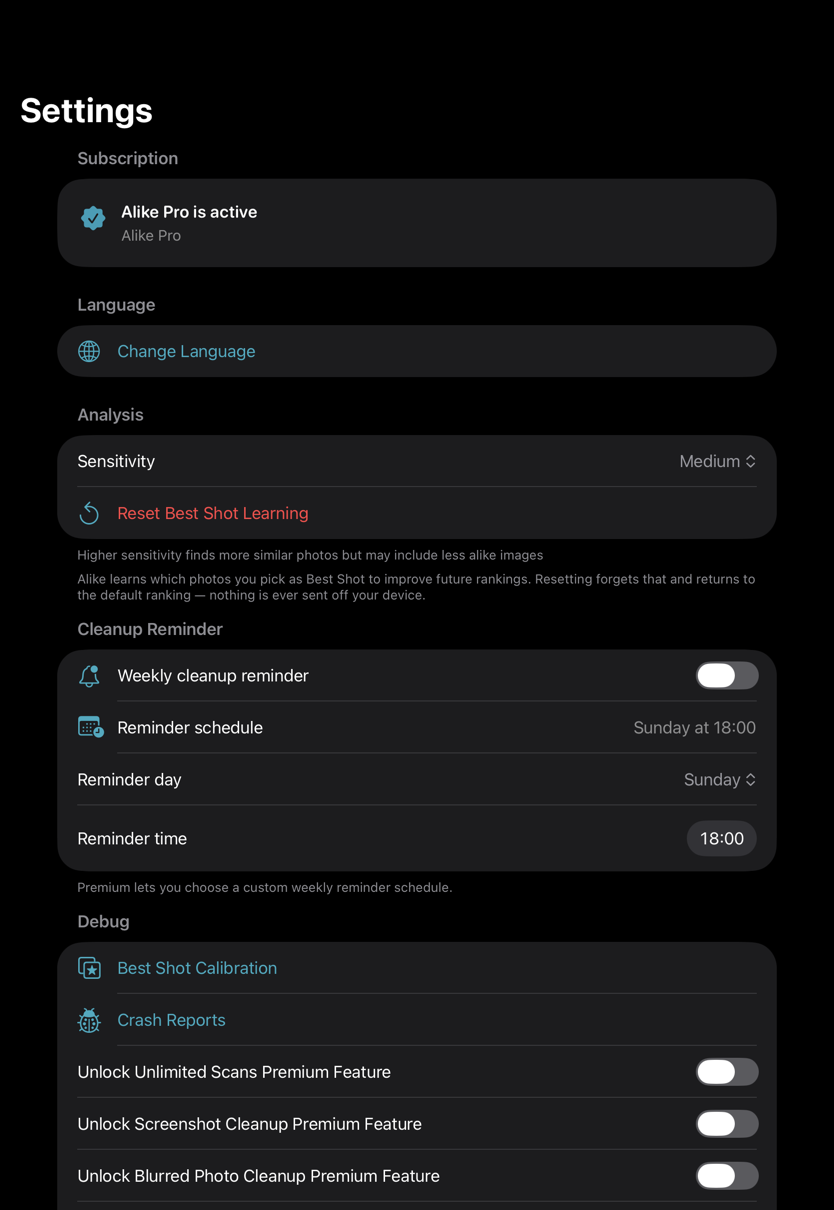 Settings
Subscription
Alike Pro is active
Alike Pro
Language
Change Language
Analysis
Sensitivity Medium
Reset Best Shot Learning
Higher sensitivity finds more similar photos but may include less alike images
Alike learns which photos you pick as Best Shot to improve future rankings. Resetting forgets that and returns to
the default ranking — nothing is ever sent off your device.
Cleanup Reminder
Weekly cleanup reminder
Reminder schedule Sunday at 18:00
Reminder day Sunday
Reminder time 18:00
Premium lets you choose a custom weekly reminder schedule.
Debug
Best Shot Calibration
Crash Reports
Unlock Unlimited Scans Premium Feature
Unlock Screenshot Cleanup Premium Feature
Unlock Blurred Photo Cleanup Premium Feature